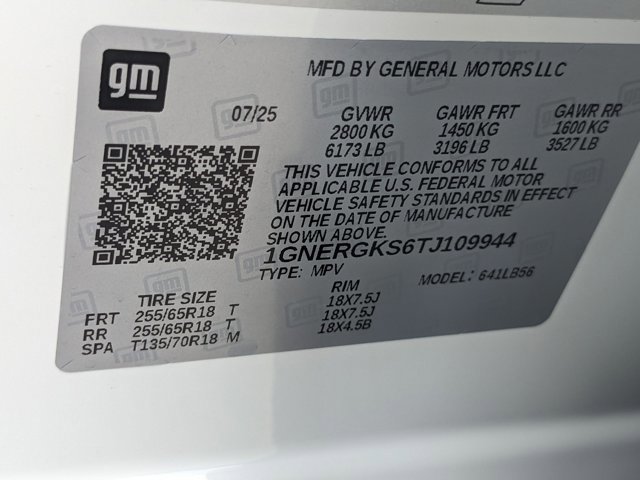 gm
MFD BY GENERAL MOTORS LLC
07/25 GVWR GAWR FRT GAWR RR
2800 KG 1450 KG 1600 KG
6173 LB 3196 LB 3527 LB
THIS VEHICLE CONFORMS TO ALL
APPLICABLE U.S. FEDERAL MOTOR
VEHICLE SAFETY STANDARDS IN EFFECT
ON THE DATE OF MANUFACTURE
SHOWN ABOVE.
1GNERGKS6TJ109944
TYPE: MPV MODEL: 641LB56
TIRE SIZE RIM
FRT 255/65R18 T 18X7.5J
RR 255/65R18 T 18X7.5J
SPA T135/70R18 M 18X4.5B